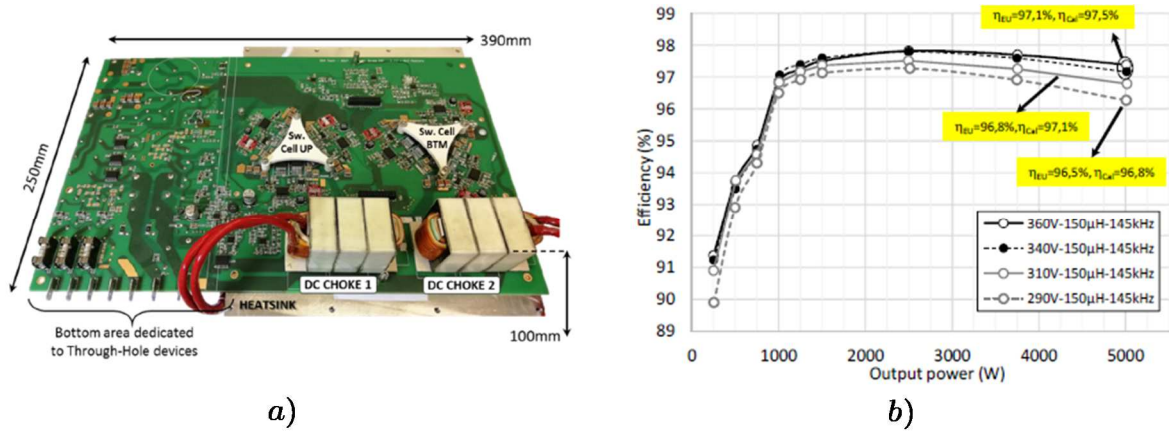 390mm
250mm
Sw.
Cell UP
Sw. Cell
BTM
DC CHOKE 1
DC CHOKE 2
HEATSINK
Bottom area dedicated
to Through-Hole devices
100mm
a)
Efficiency (%)
99
98
97
96
95
94
93
92
91
90
89
0
1000
2000
3000
4000
5000
Output power (W)
ηEU=97,1%, ηCal=97,5%
ηEU=96,8%,ηCal=97,1%
ηEU=96,5%, ηCal=96,8%
360V-150µH-145kHz
340V-150µH-145kHz
310V-150µH-145kHz
290V-150µH-145kHz
b)